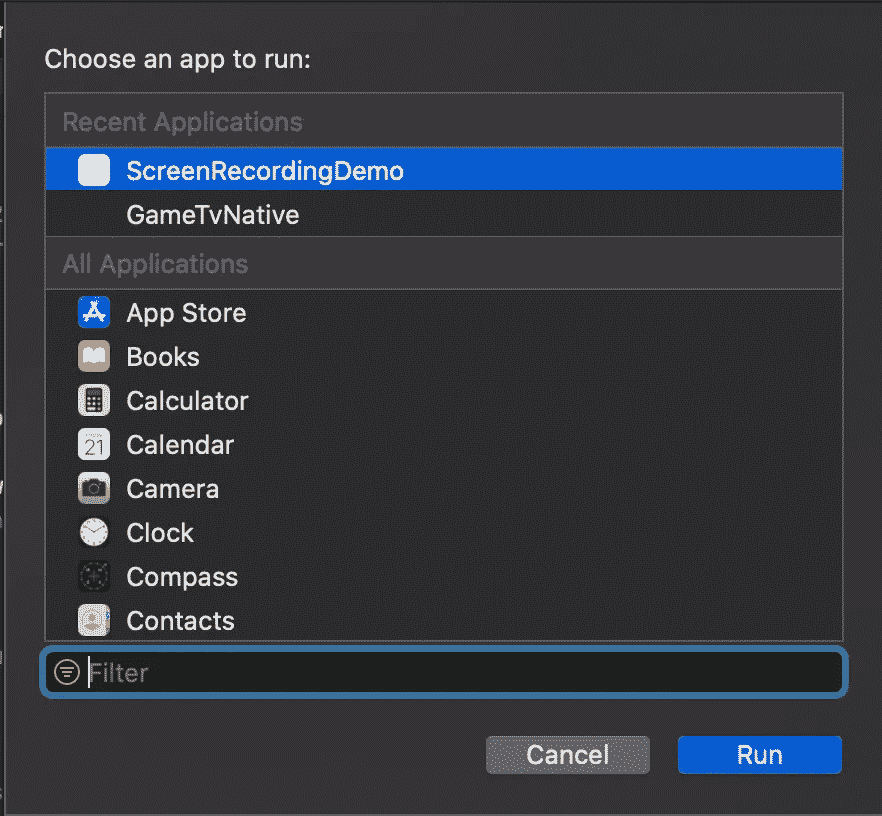 Choose an app to run:
Recent Applications
ScreenRecordingDemo
GameTvNative
All Applications
App Store
Books
Calculator
21
Calendar
Camera
Clock
Compass
Contacts
Filter
Cancel
Run